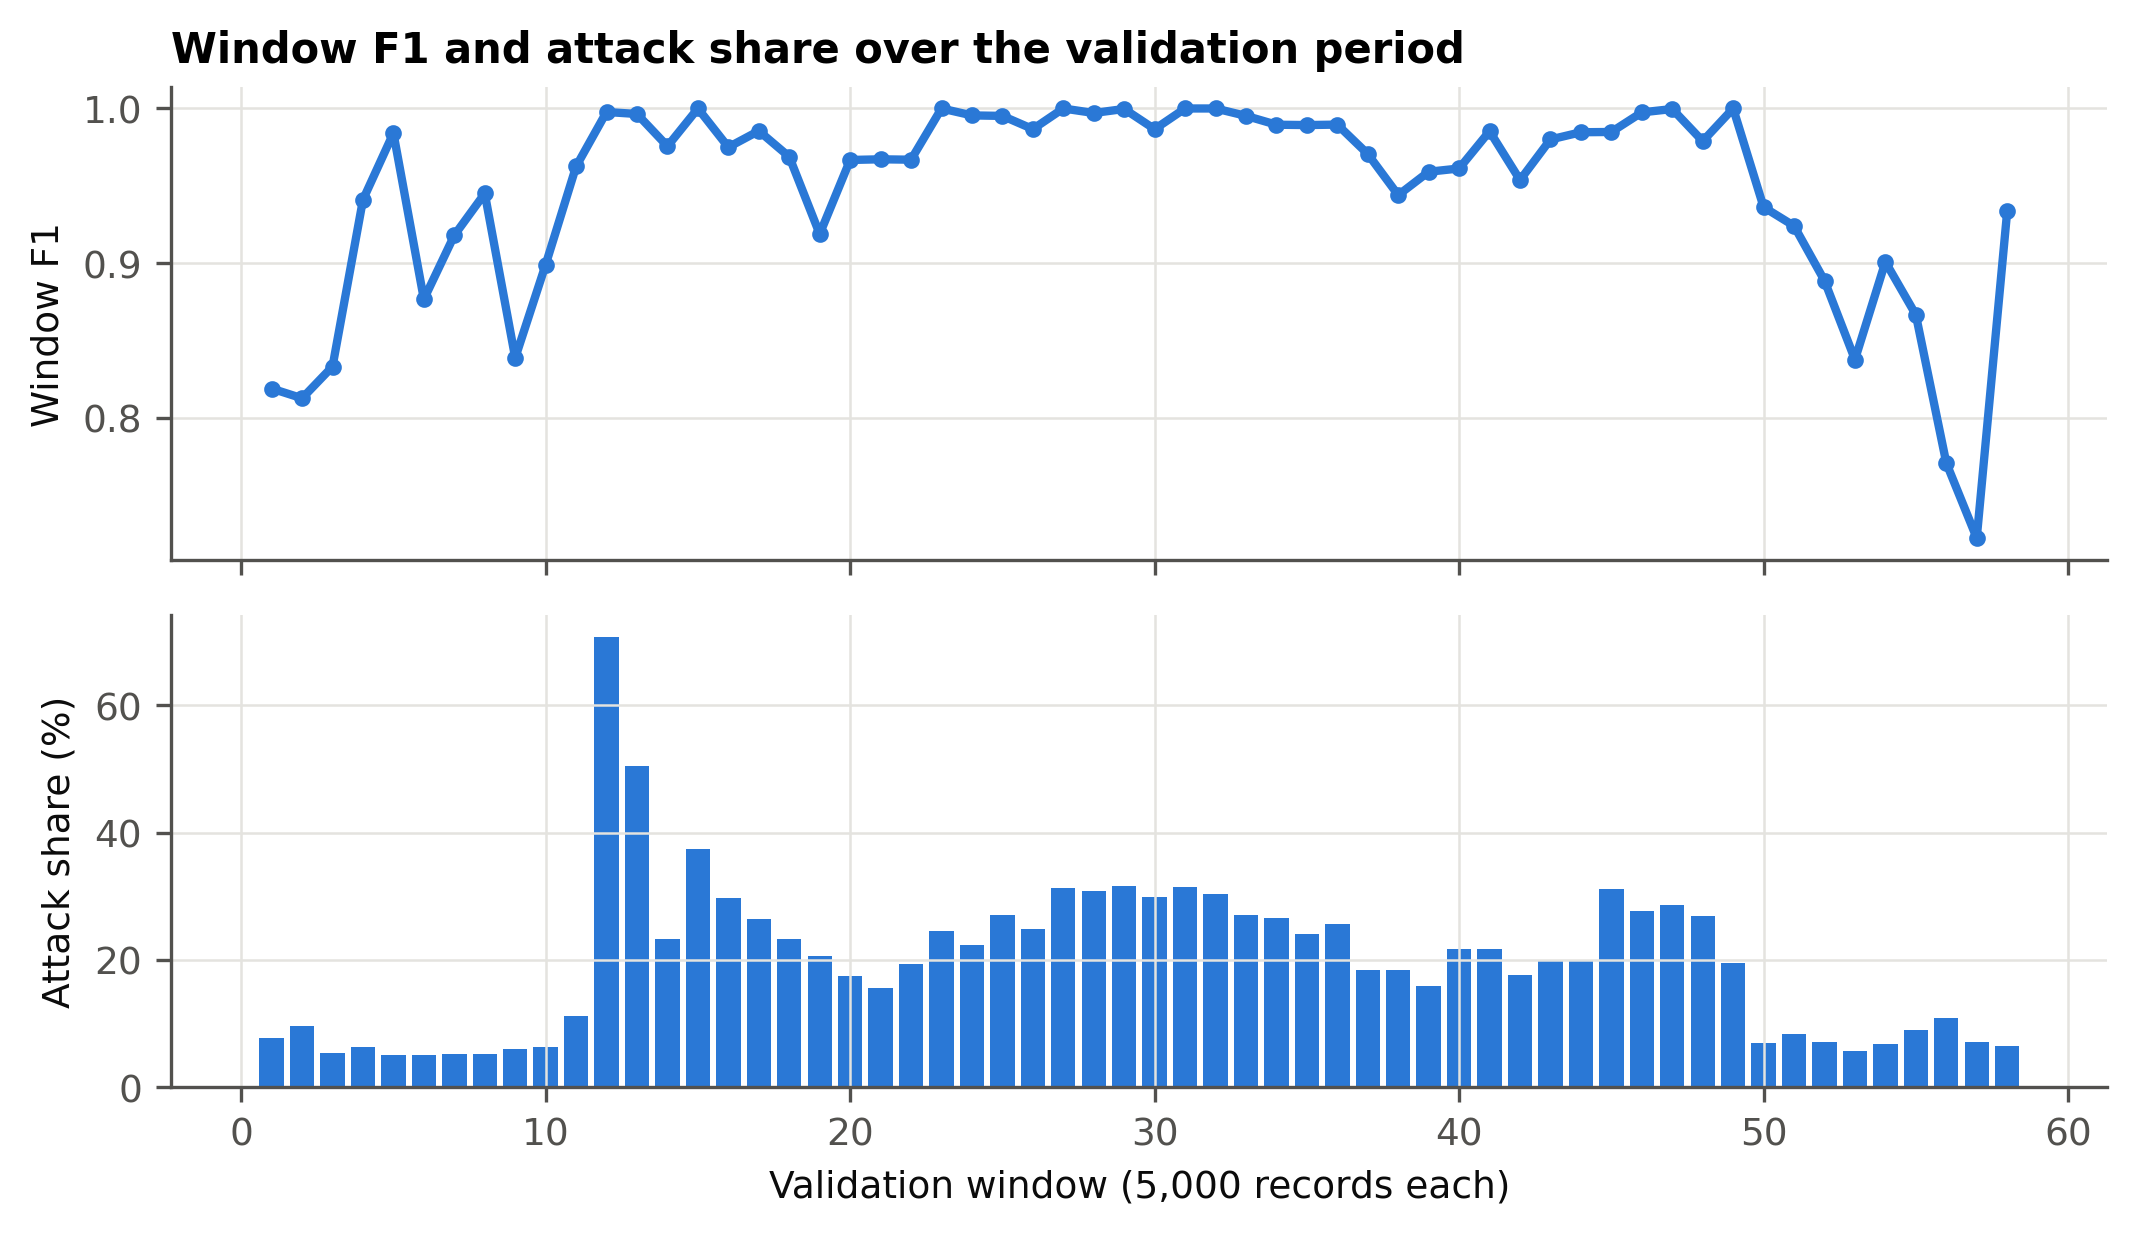 Window F1 and attack share over the validation period
1.0
0.9
0.8
Window F1
60
40
20
0
Attack share (%)
0 10 20 30 40 50 60
Validation window (5,000 records each)